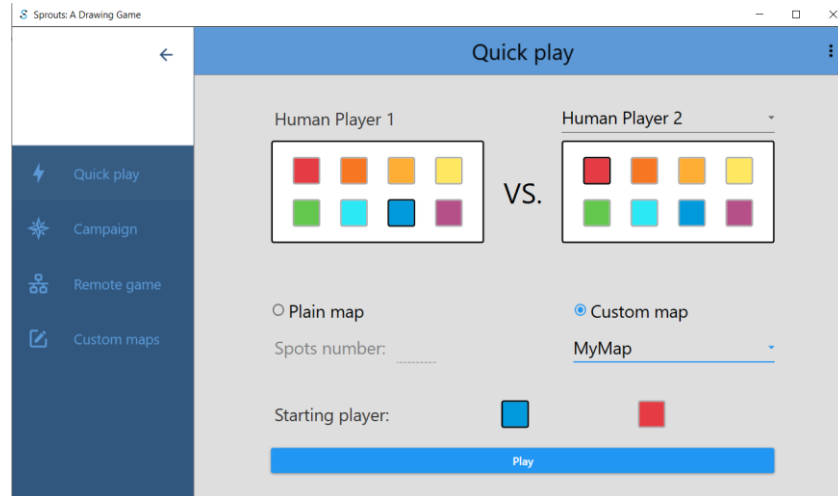 Sprouts: A Drawing Game
Quick play
Quick play
Campaign
Remote game
Custom maps
Human Player 1
VS.
Human Player 2
Plain map
Custom map
Spots number:
MyMap
Starting player:
Play